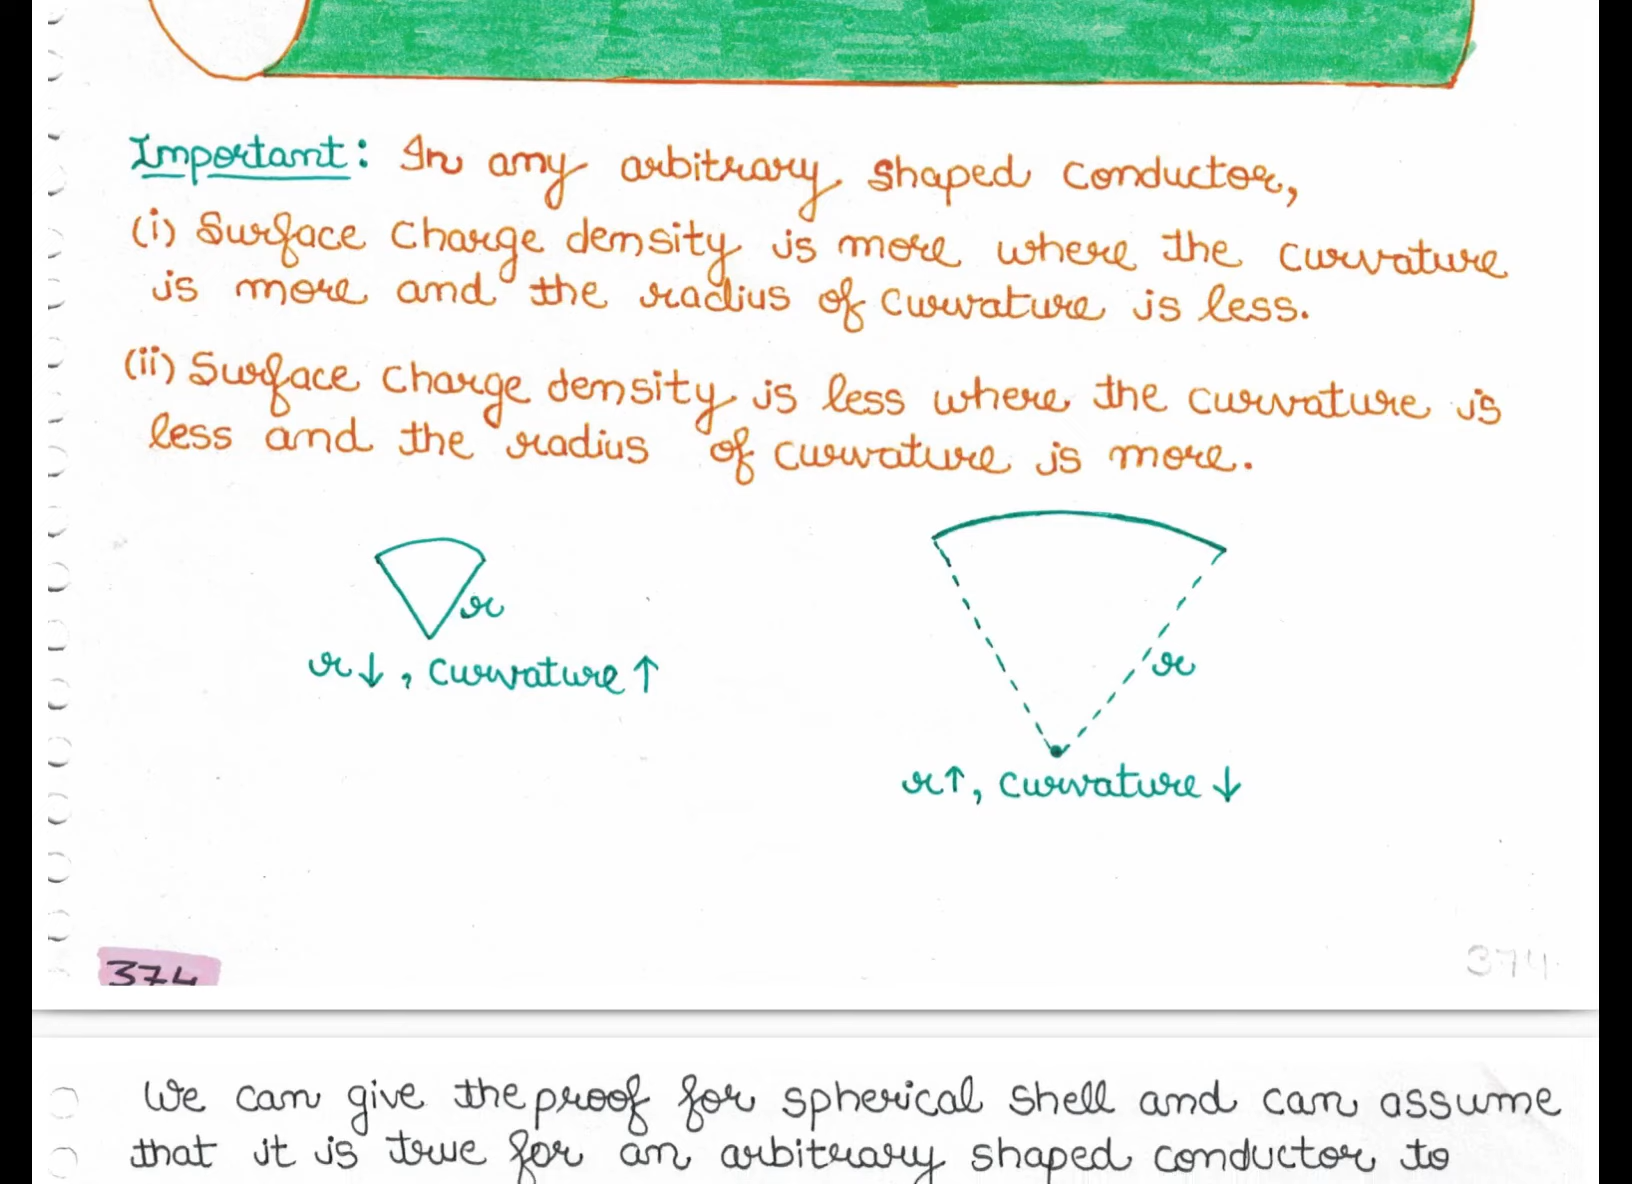 Important: In any arbitrary shaped conductor,
(i) Surface charge density is more where the curvature
is more and the radius of curvature is less.
(ii) Surface charge density is less where the curvature is
less and the radius of curvature is more.
r
r
r↓, curvature↑
r↑, curvature↓
374
374
We can give the proof for spherical shell and can assume
that it is true for an arbitrary shaped conductor to